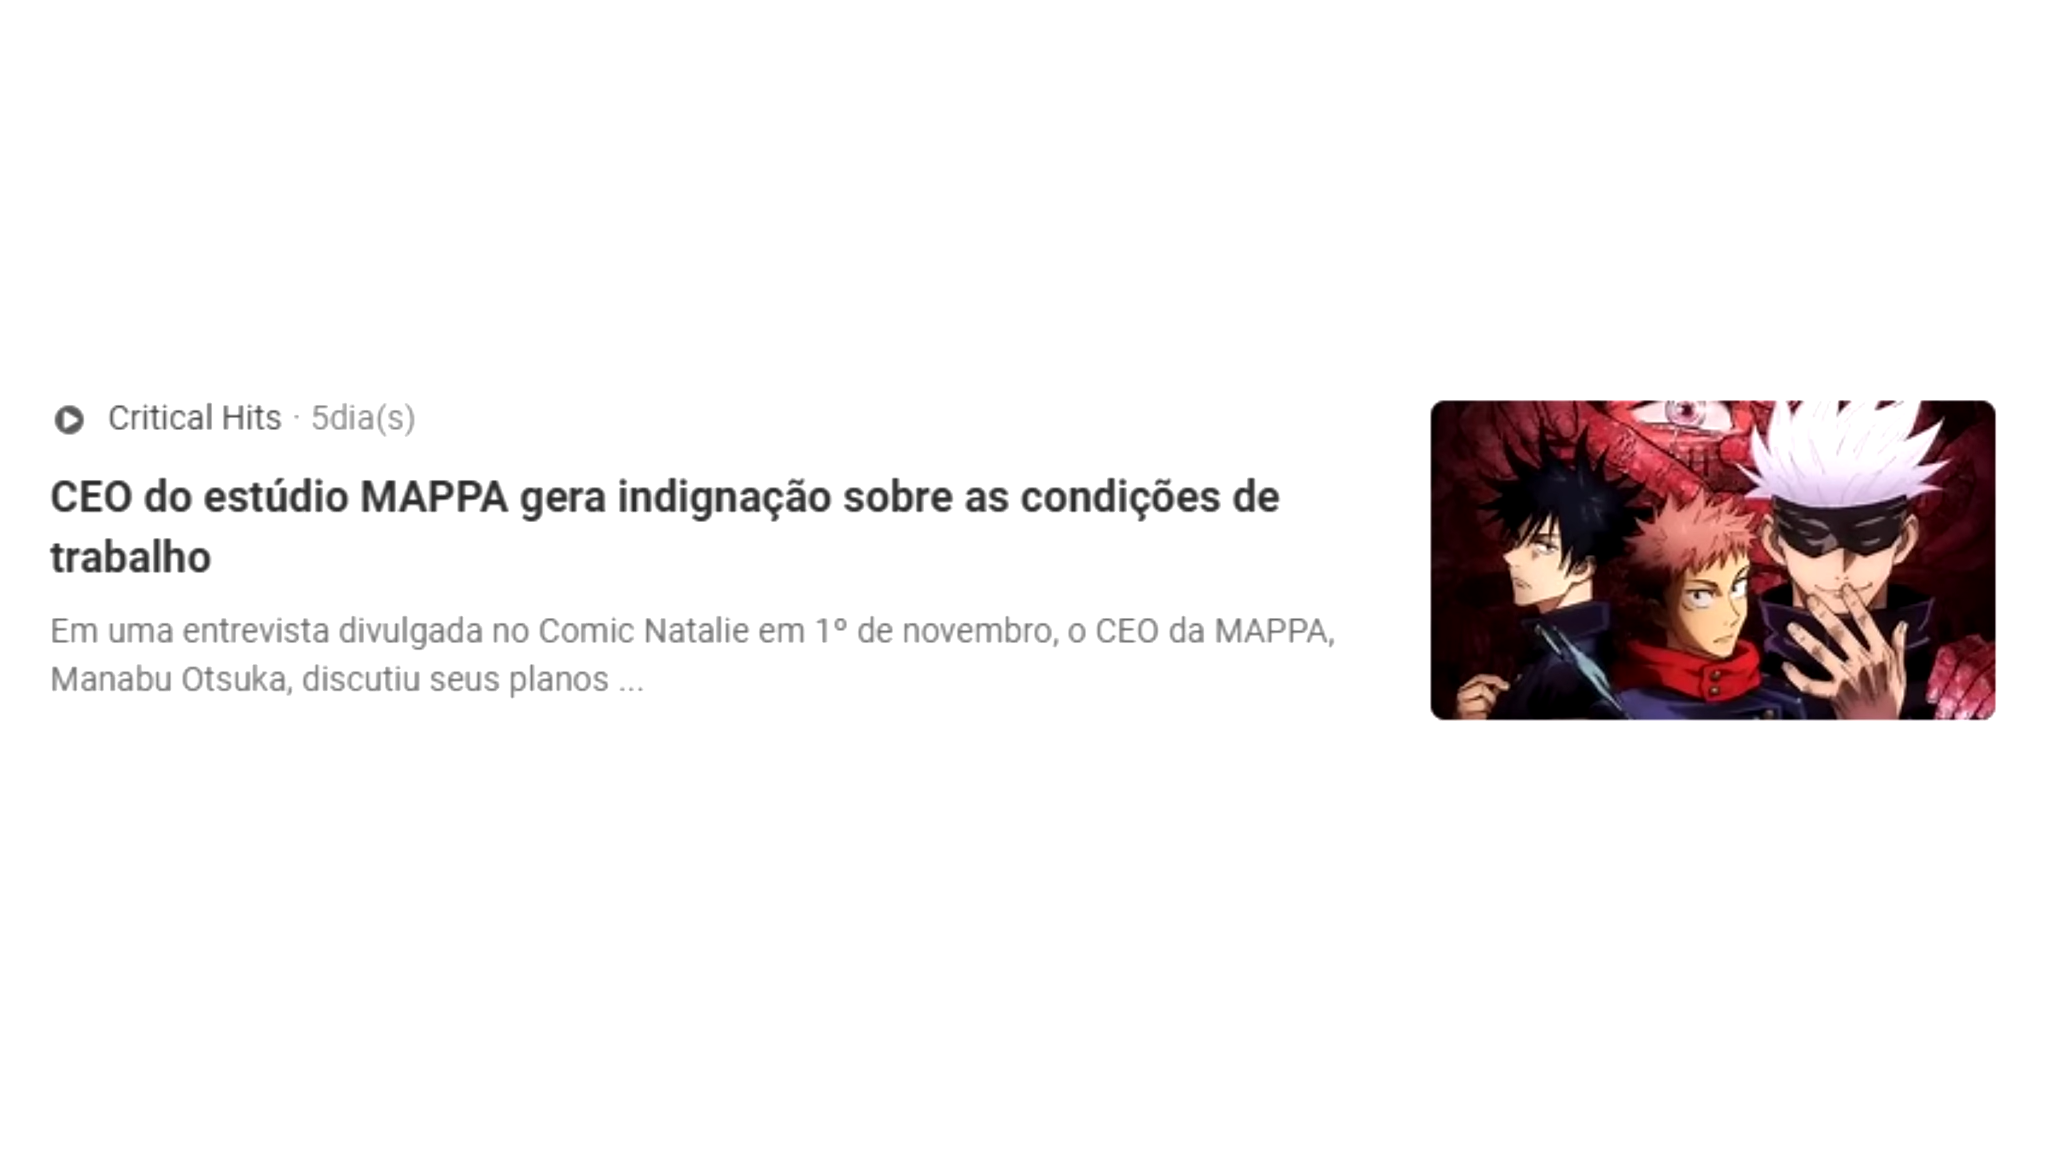 Critical Hits · 5dia(s)
CEO do estúdio MAPPA gera indignação sobre as condições de
trabalho
Em uma entrevista divulgada no Comic Natalie em 1º de novembro, o CEO da MAPPA,
Manabu Otsuka, discutiu seus planos ...